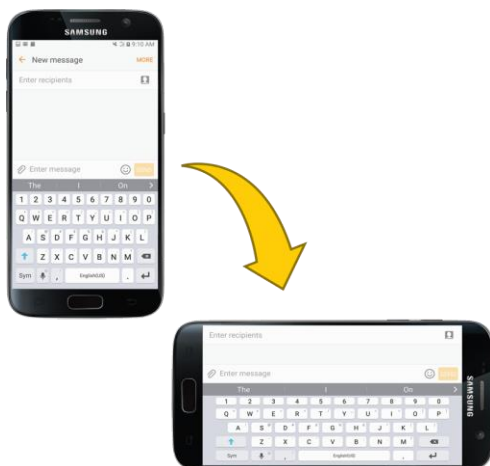 SAMSUNG
9:10 AM
New message MORE
Enter recipients
Enter message
The I On
1 2 3 4 5 6 7 8 9 0
Q W E R T Y U I O P
A S D F G H J K L
Z X C V B N M
Sym , English(US) .
Enter recipients
Enter message
The I On
1 2 3 4 5 6 7 8 9 0
Q W E R T Y U I O P
A S D F G H J K L
Z X C V B N M
Sym , English(US) .
SAMSUNG